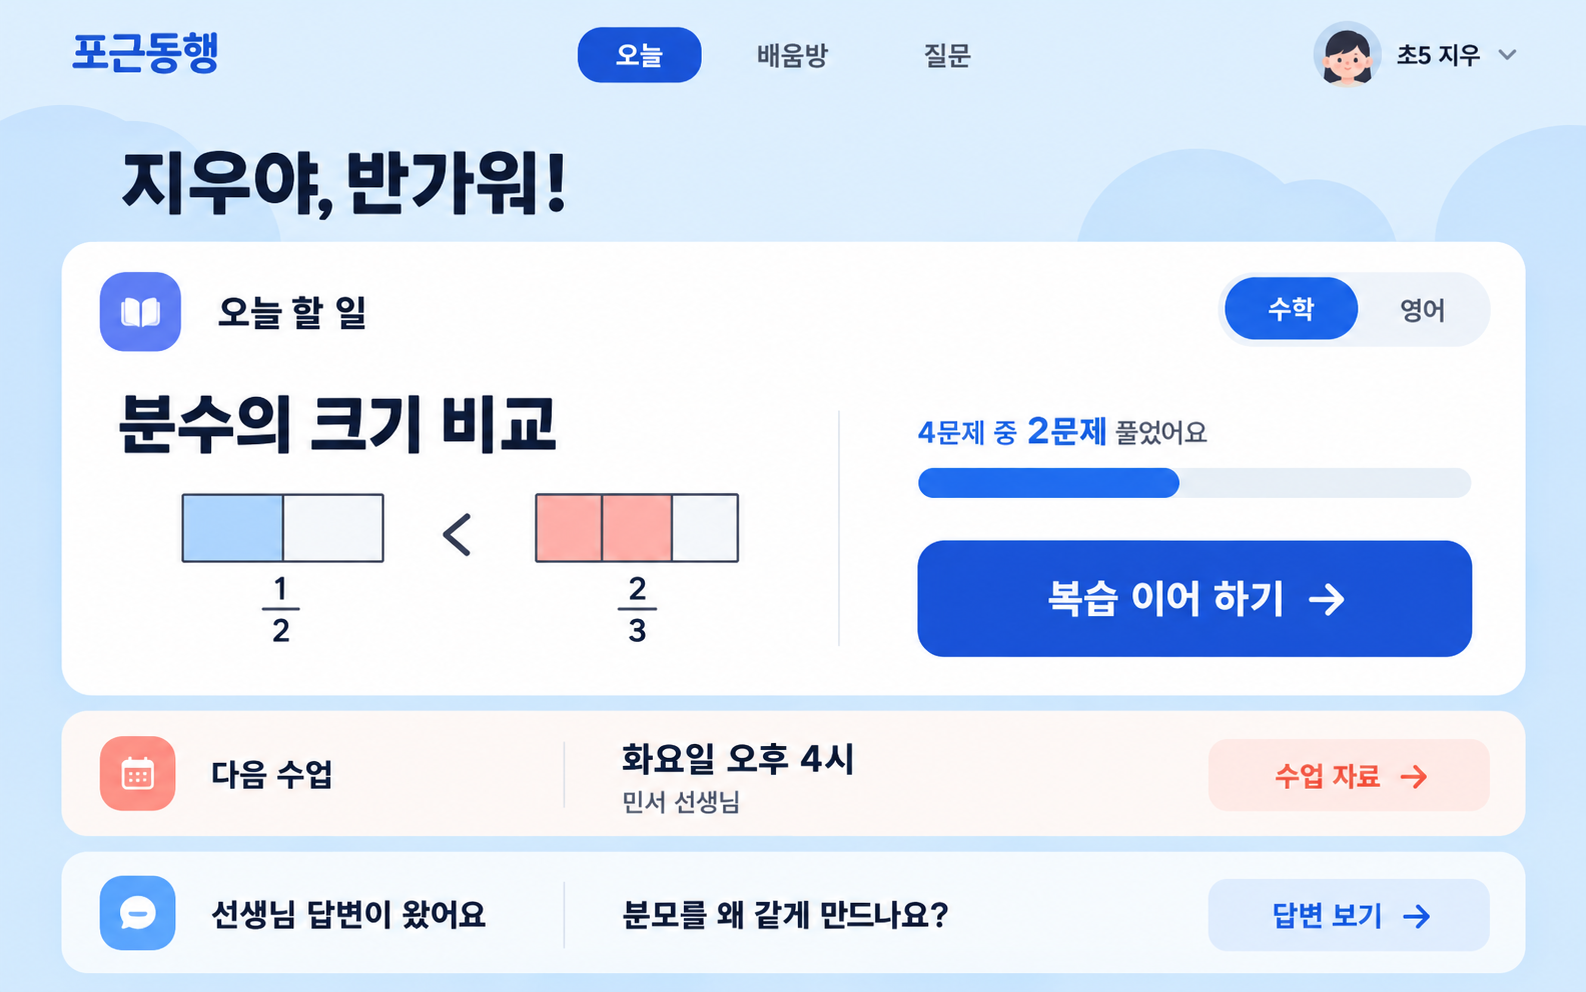 포근동행
오늘
배움방
질문
초5 지우
지우야, 반가워!
오늘 할 일
수학
영어
분수의 크기 비교
4문제 중 2문제 풀었어요
<
1
2
2
3
복습 이어 하기 →
다음 수업
화요일 오후 4시
민서 선생님
수업 자료 →
선생님 답변이 왔어요
분모를 왜 같게 만드나요?
답변 보기 →